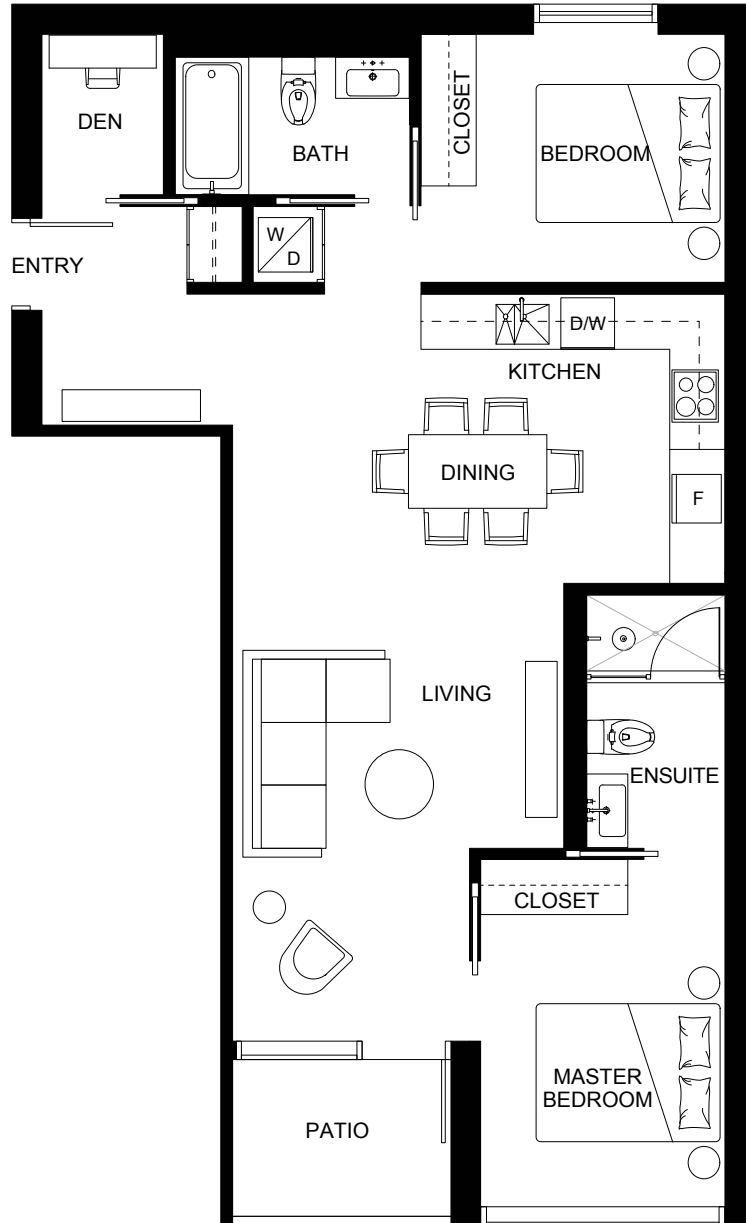 DEN
BATH
CLOSET
BEDROOM
W
D
ENTRY
D/W
KITCHEN
DINING
F
LIVING
ENSUITE
CLOSET
MASTER
BEDROOM
PATIO